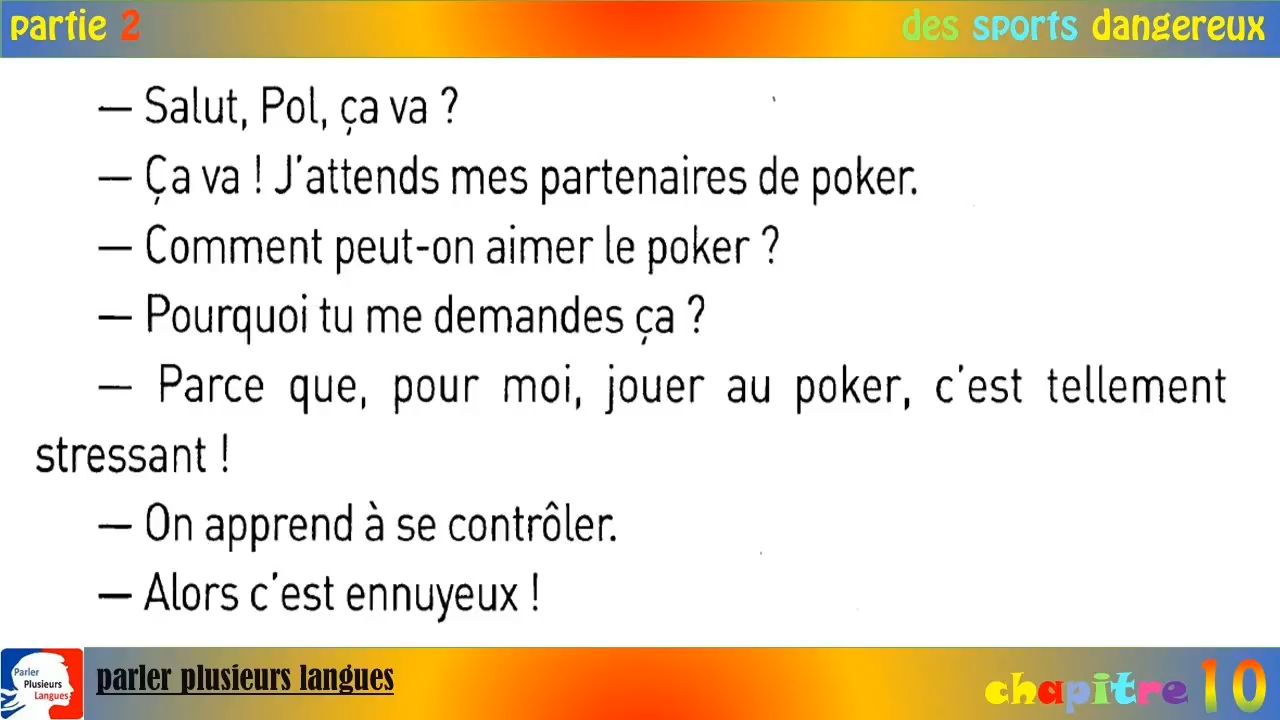 partie 2
des sports dangereux
— Salut, Pol, ça va ?
— Ça va ! J'attends mes partenaires de poker.
— Comment peut-on aimer le poker ?
— Pourquoi tu me demandes ça ?
— Parce que, pour moi, jouer au poker, c'est tellement
stressant !
— On apprend à se contrôler.
— Alors c'est ennuyeux !
Parler
Plusieurs
Langues
parler plusieurs langues
chapitre 10